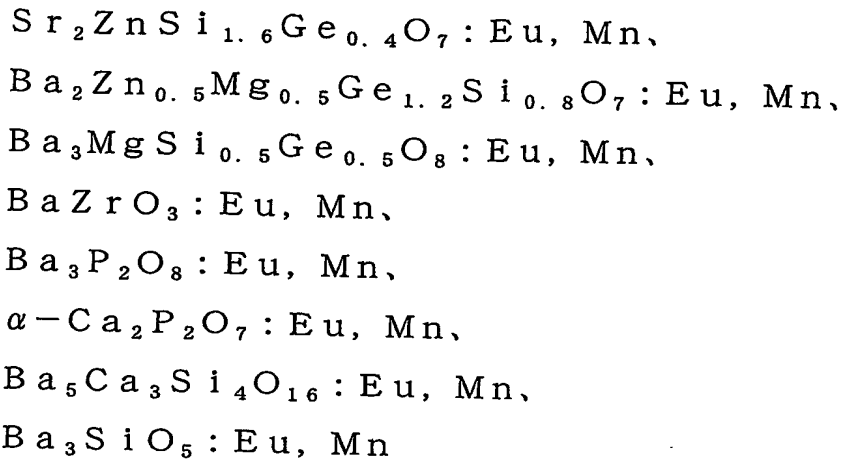 Sr₂ZnSi₁.₆Ge₀.₄O₇：Eu, Mn、
Ba₂Zn₀.₅Mg₀.₅Ge₁.₂Si₀.₈O₇：Eu, Mn、
Ba₃MgSi₀.₅Ge₀.₅O₈：Eu, Mn、
BaZrO₃：Eu, Mn、
Ba₃P₂O₈：Eu, Mn、
α－Ca₂P₂O₇：Eu, Mn、
Ba₅Ca₃Si₄O₁₆：Eu, Mn、
Ba₃SiO₅：Eu, Mn